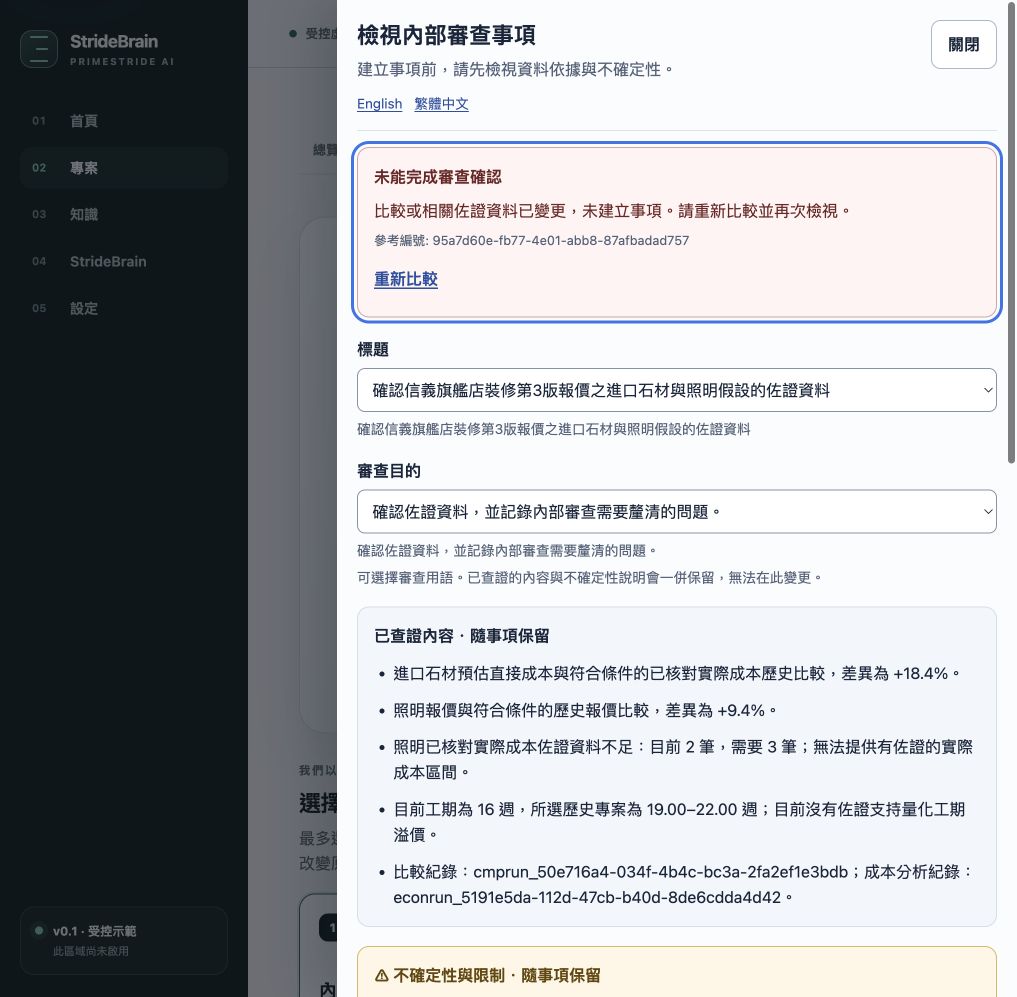 StrideBrain
PRIMESTRIDE AI
01 首頁
02 專案
03 知識
04 StrideBrain
05 設定
v0.1 · 受控示範
此區域尚未啟用
受控
總覽
我們以
選擇
最多
改變
1
內
檢視內部審查事項
關閉
建立事項前，請先檢視資料依據與不確定性。
English 繁體中文
未能完成審查確認
比較或相關佐證資料已變更，未建立事項。請重新比較並再次檢視。
參考編號: 95a7d60e-fb77-4e01-abb8-87afbadad757
重新比較
標題
確認信義旗艦店裝修第3版報價之進口石材與照明假設的佐證資料
確認信義旗艦店裝修第3版報價之進口石材與照明假設的佐證資料
審查目的
確認佐證資料，並記錄內部審查需要釐清的問題。
確認佐證資料，並記錄內部審查需要釐清的問題。
可選擇審查用語。已查證的內容與不確定性說明會一併保留，無法在此變更。
已查證內容 · 隨事項保留
• 進口石材預估直接成本與符合條件的已核對實際成本歷史比較，差異為 +18.4%。
• 照明報價與符合條件的歷史報價比較，差異為 +9.4%。
• 照明已核對實際成本佐證資料不足：目前 2 筆，需要 3 筆；無法提供有佐證的實際
成本區間。
• 目前工期為 16 週，所選歷史專案為 19.00–22.00 週；目前沒有佐證支持量化工期
溢價。
• 比較紀錄：cmprun_50e716a4-034f-4b4c-bc3a-2fa2ef1e3bdb；成本分析紀錄：
econrun_5191e5da-112d-47cb-b40d-8de6cdda4d42。
⚠ 不確定性與限制 · 隨事項保留